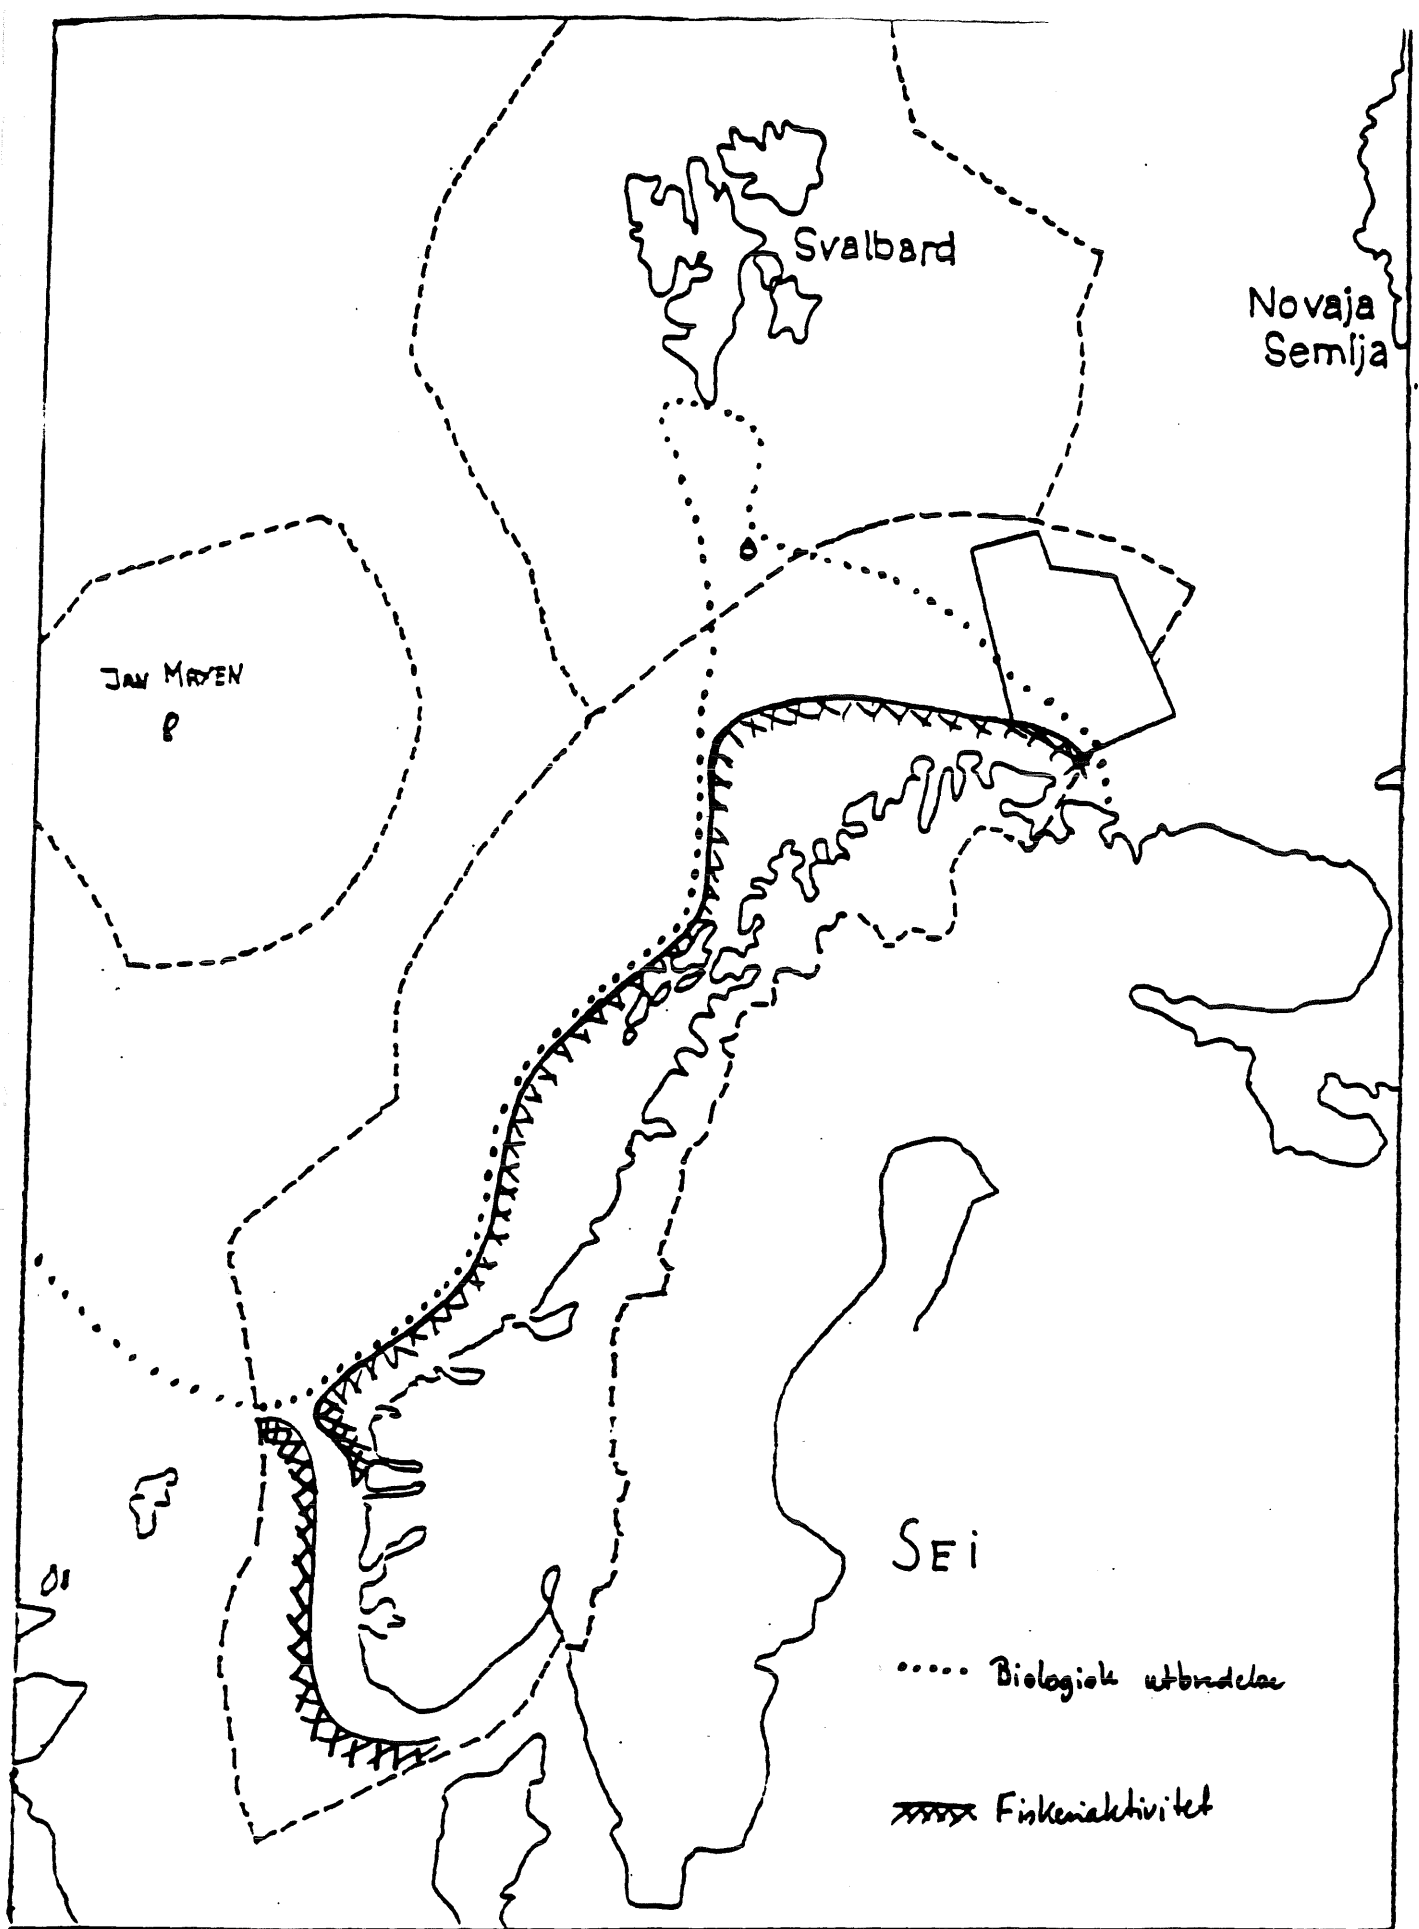 Svalbard
Novaja
Semlja
JAN MAYEN
SEi
Biologisk utbredelse
Fiskeriaktivitet